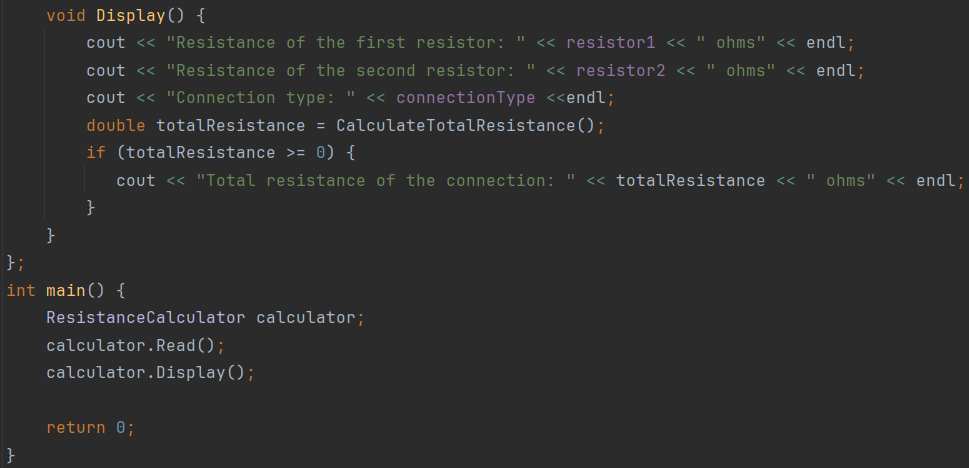 void Display() {
        cout << "Resistance of the first resistor: " << resistor1 << " ohms" << endl;
        cout << "Resistance of the second resistor: " << resistor2 << " ohms" << endl;
        cout << "Connection type: " << connectionType <<endl;
        double totalResistance = CalculateTotalResistance();
        if (totalResistance >= 0) {
           cout << "Total resistance of the connection: " << totalResistance << " ohms" << endl;
        }
    }
};
int main() {
    ResistanceCalculator calculator;
    calculator.Read();
    calculator.Display();

    return 0;
}